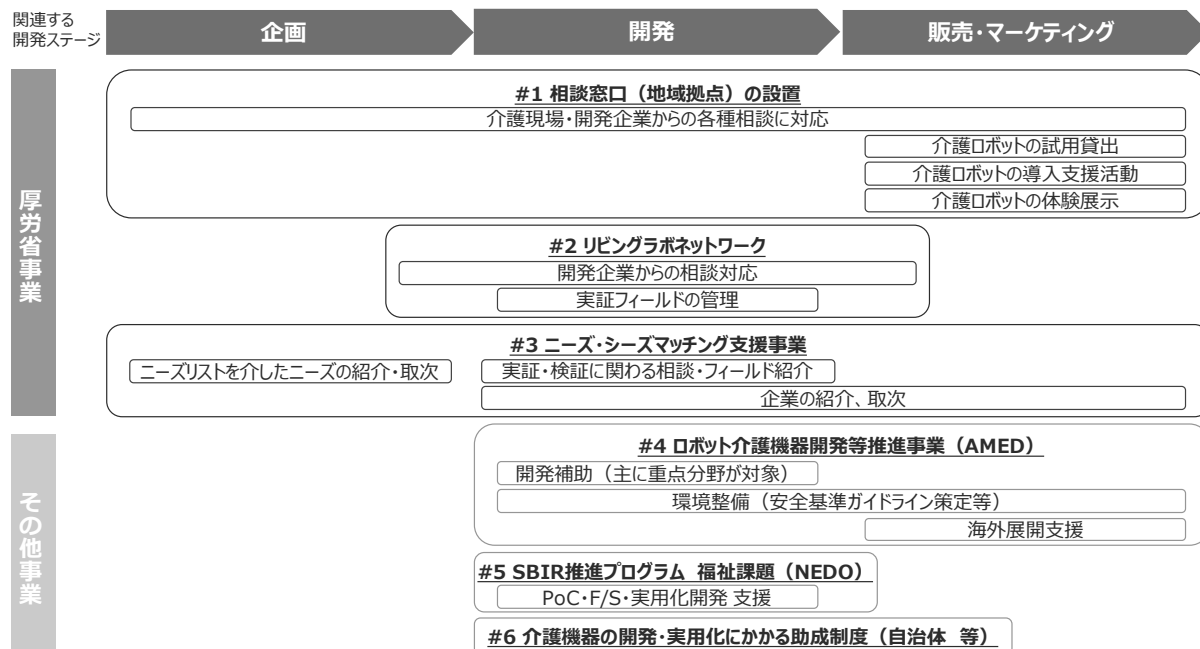 関連する
開発ステージ
企画
開発
販売・マーケティング
厚労省事業
#1 相談窓口（地域拠点）の設置
介護現場・開発企業からの各種相談に対応
介護ロボットの試用貸出
介護ロボットの導入支援活動
介護ロボットの体験展示
#2 リビングラボネットワーク
開発企業からの相談対応
実証フィールドの管理
#3 ニーズ・シーズマッチング支援事業
ニーズリストを介したニーズの紹介・取次
実証・検証に関わる相談・フィールド紹介
企業の紹介、取次
その他事業
#4 ロボット介護機器開発等推進事業（AMED）
開発補助（主に重点分野が対象）
環境整備（安全基準ガイドライン策定等）
海外展開支援
#5 SBIR推進プログラム 福祉課題（NEDO）
PoC・F/S・実用化開発 支援
#6 介護機器の開発・実用化にかかる助成制度（自治体 等）